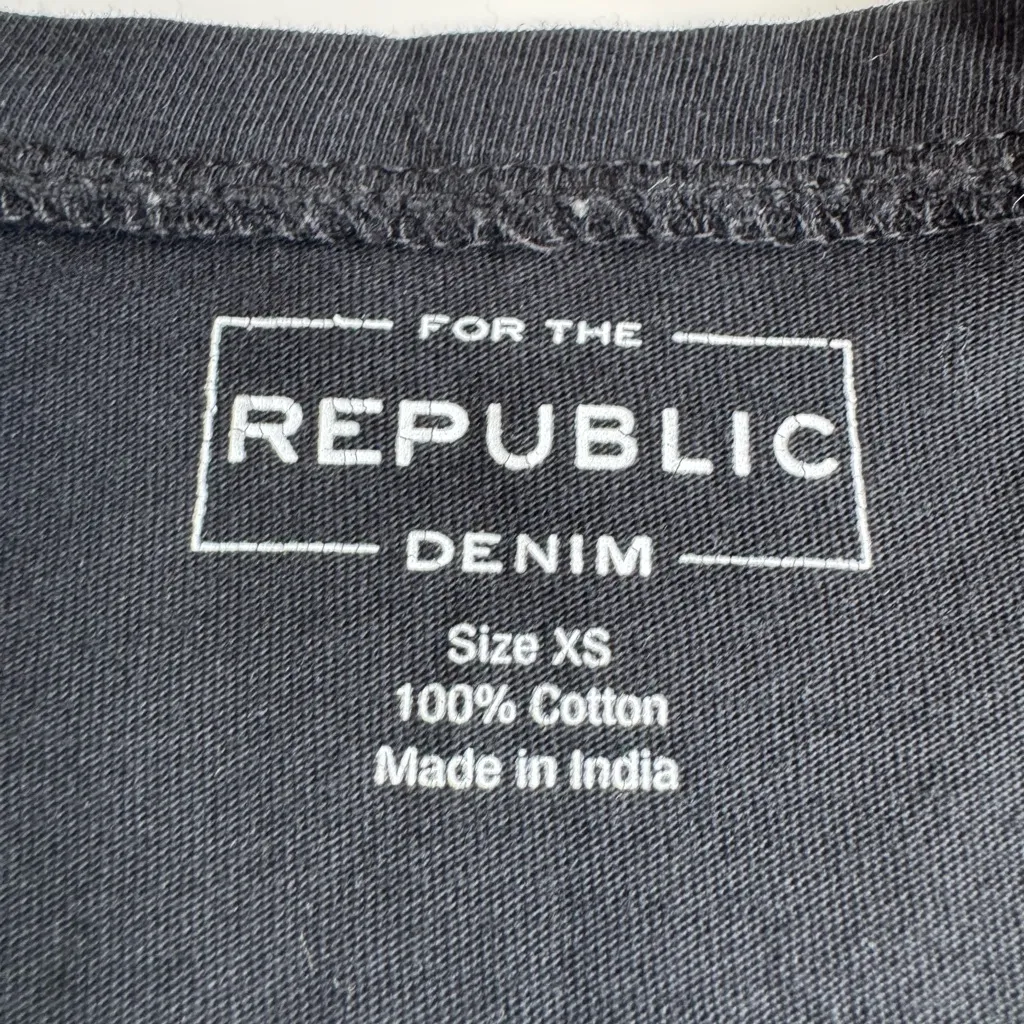 FOR THE
REPUBLIC
DENIM
Size XS
100% Cotton
Made in India